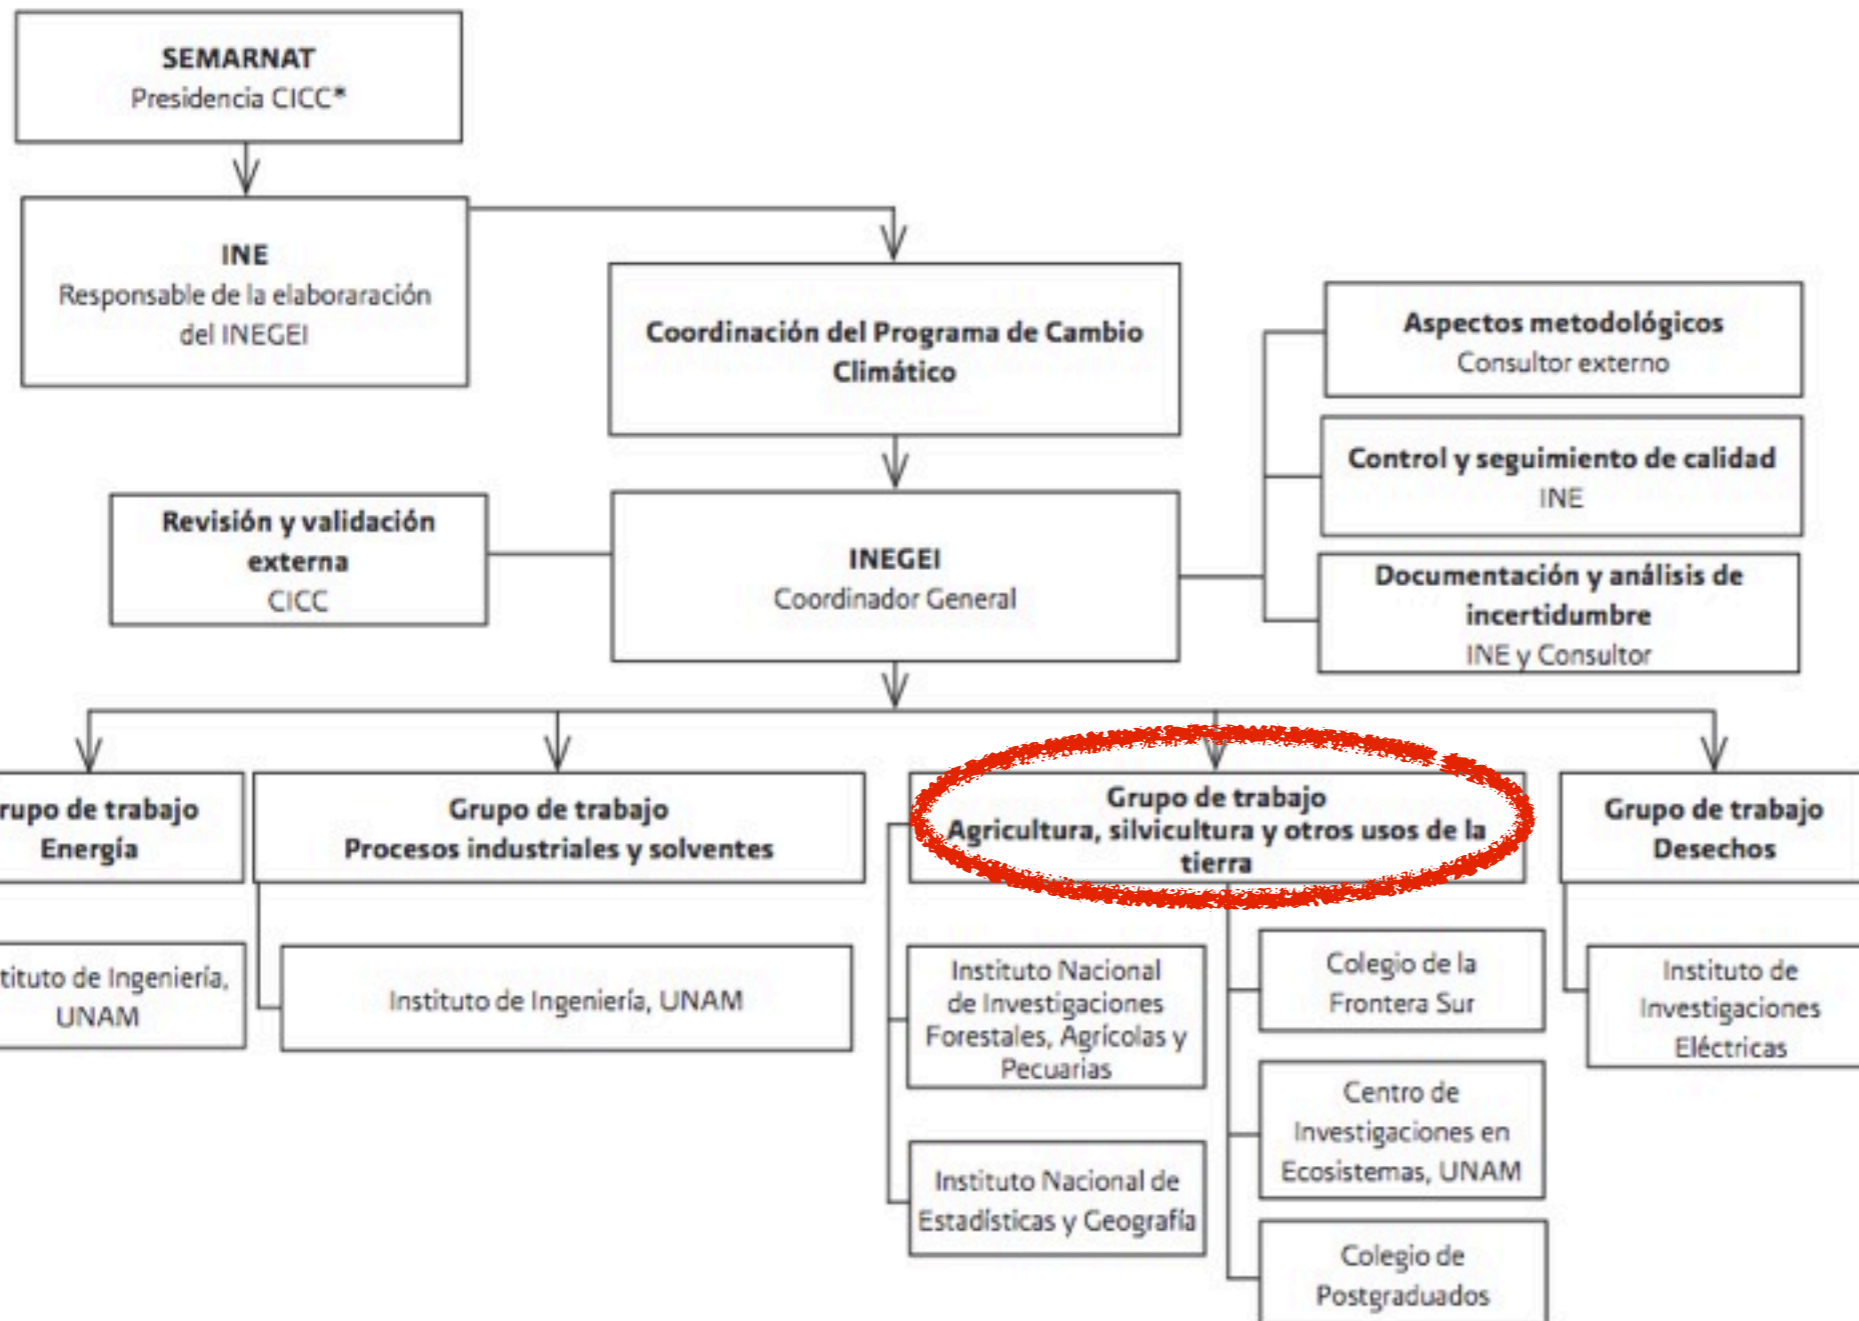 SEMARNAT
Presidencia CICC*
INE
Responsable de la elaboraración
del INEGEI
Coordinación del Programa de Cambio
Climático
Aspectos metodológicos
Consultor externo
Control y seguimiento de calidad
INE
Revisión y validación
externa
CICC
INEGEI
Coordinador General
Documentación y análisis de
incertidumbre
INE y Consultor
rupo de trabajo
Energía
Grupo de trabajo
Procesos industriales y solventes
Grupo de trabajo
Agricultura, silvicultura y otros usos de la
tierra
Grupo de trabajo
Desechos
tituto de Ingeniería,
UNAM
Instituto de Ingeniería, UNAM
Instituto Nacional
de Investigaciones
Forestales, Agrícolas y
Pecuarias
Colegio de la
Frontera Sur
Instituto de
Investigaciones
Eléctricas
Centro de
Investigaciones en
Ecosistemas, UNAM
Instituto Nacional de
Estadísticas y Geografía
Colegio de
Postgraduados